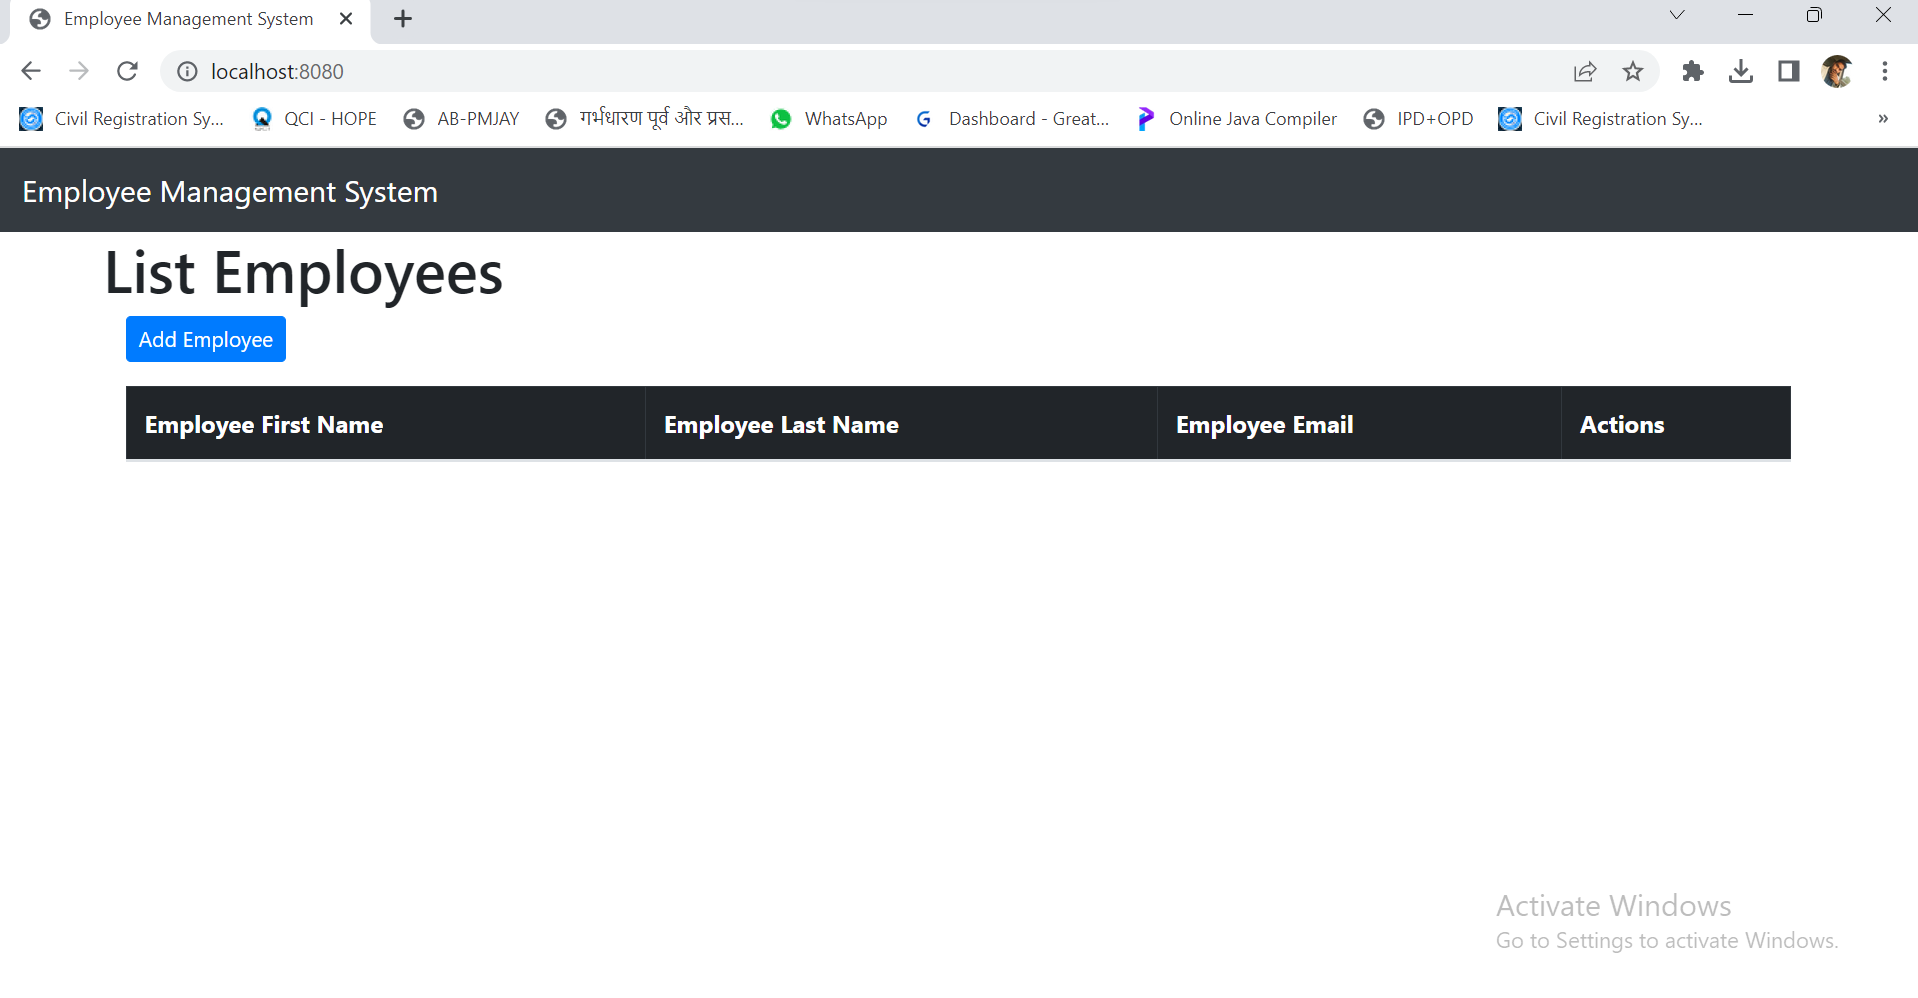 Employee Management System
localhost:8080
Civil Registration Sy... QCI - HOPE AB-PMJAY गर्भधारण पूर्व और प्रस... WhatsApp Dashboard - Great... Online Java Compiler IPD+OPD Civil Registration Sy... »
Employee Management System
List Employees
Add Employee
Employee First Name Employee Last Name Employee Email Actions
Activate Windows
Go to Settings to activate Windows.